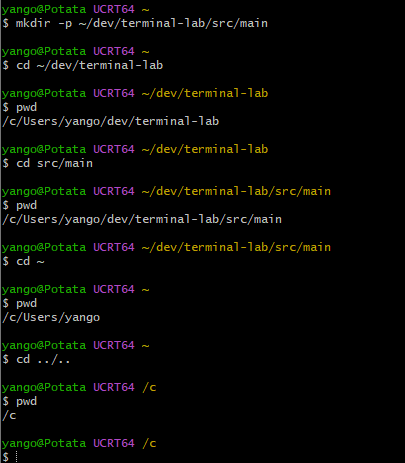 yango@Potata UCRT64 ~
$ mkdir -p ~/dev/terminal-lab/src/main
yango@Potata UCRT64 ~
$ cd ~/dev/terminal-lab
yango@Potata UCRT64 ~/dev/terminal-lab
$ pwd
/c/Users/yango/dev/terminal-lab
yango@Potata UCRT64 ~/dev/terminal-lab
$ cd src/main
yango@Potata UCRT64 ~/dev/terminal-lab/src/main
$ pwd
/c/Users/yango/dev/terminal-lab/src/main
yango@Potata UCRT64 ~/dev/terminal-lab/src/main
$ cd ~
yango@Potata UCRT64 ~
$ pwd
/c/Users/yango
yango@Potata UCRT64 ~
$ cd ../..
yango@Potata UCRT64 /c
$ pwd
/c
yango@Potata UCRT64 /c
$